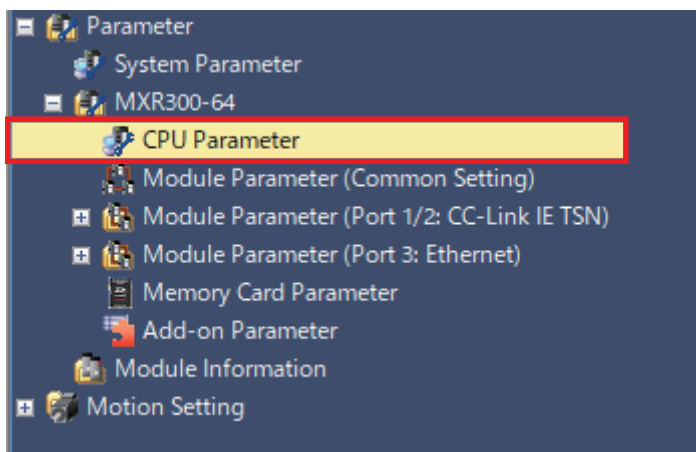 Parameter
System Parameter
MXR300-64
CPU Parameter
Module Parameter (Common Setting)
Module Parameter (Port 1/2: CC-Link IE TSN)
Module Parameter (Port 3: Ethernet)
Memory Card Parameter
Add-on Parameter
Module Information
Motion Setting